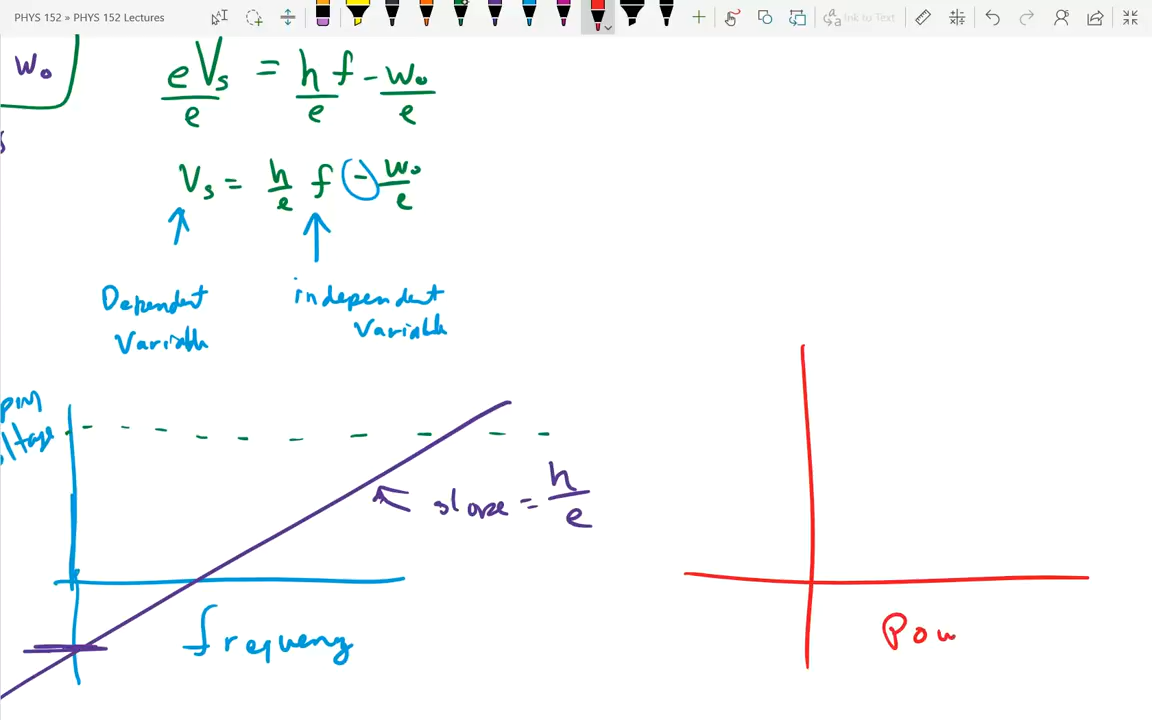 PHYS 152 » PHYS 152 Lectures
Link to Text
W₀
eVs/e = hf/e - W₀/e
Vs = h/e f - W₀/e
Dependent Variable
independent Variable
slope = h/e
frequency
Pow